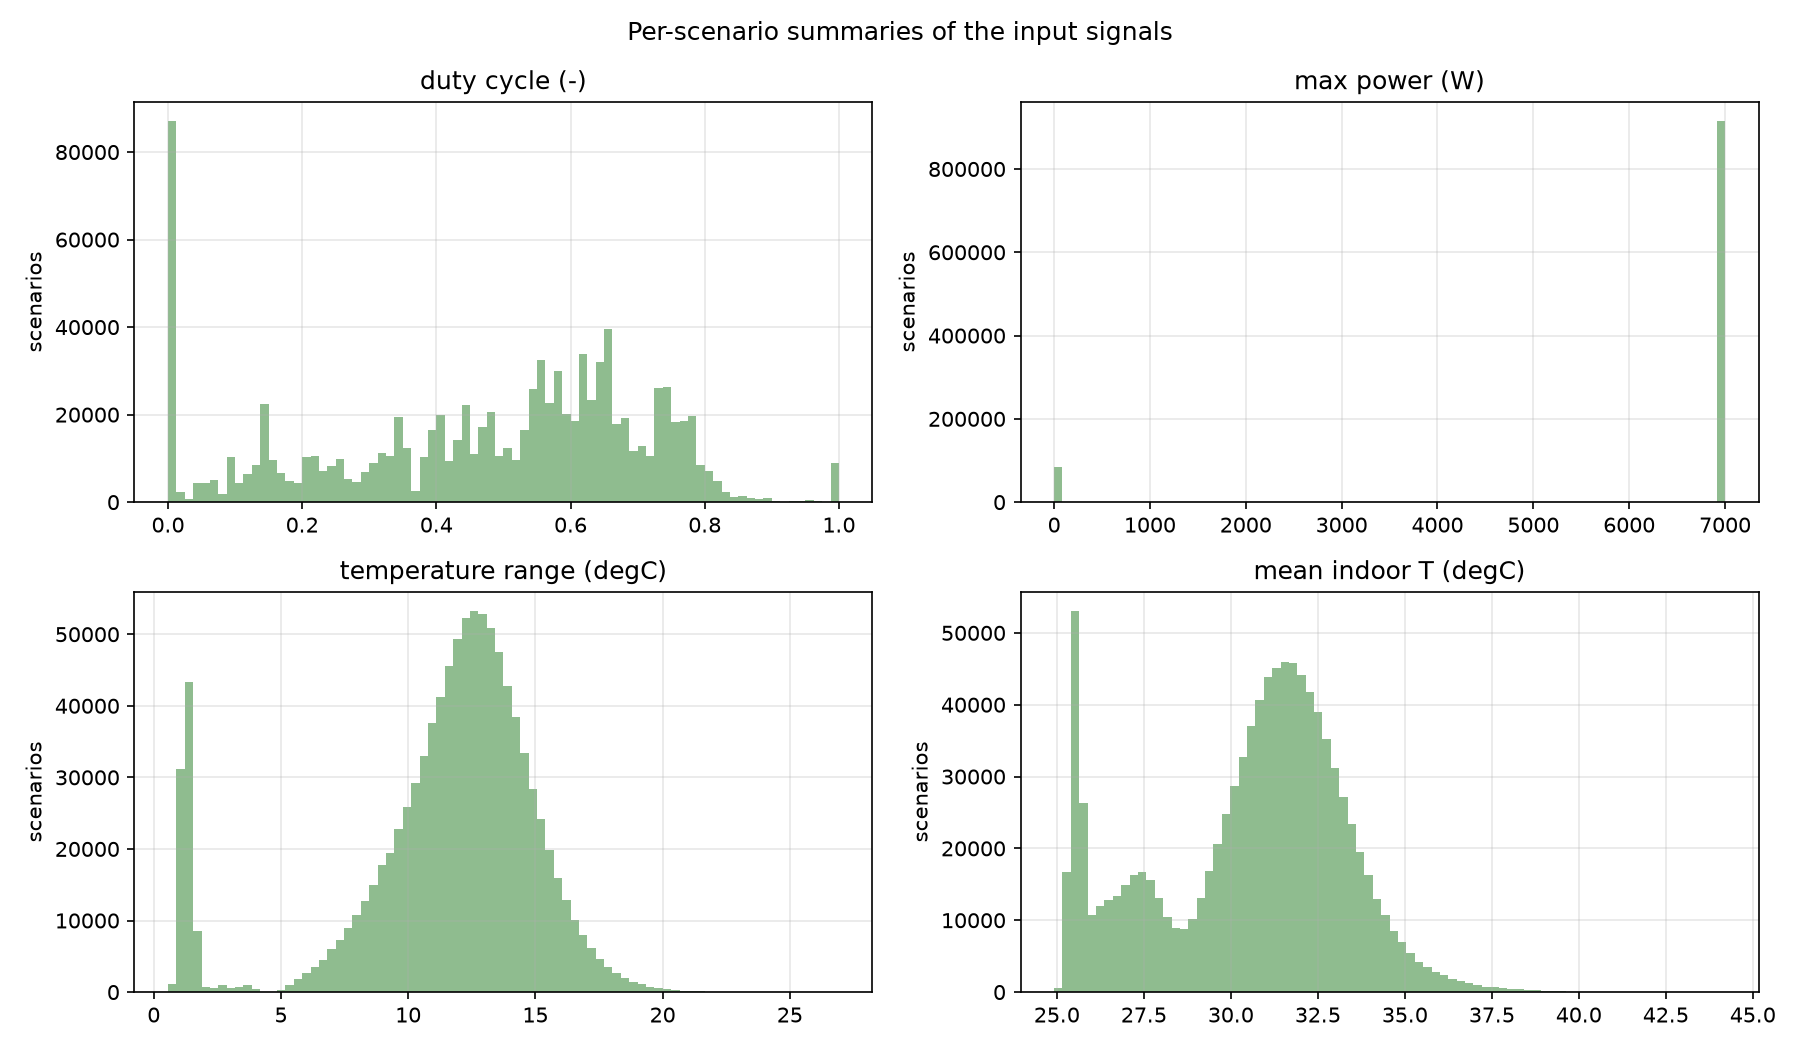 Per-scenario summaries of the input signals
duty cycle (-)
scenarios
80000
60000
40000
20000
0
0.0 0.2 0.4 0.6 0.8 1.0
max power (W)
scenarios
800000
600000
400000
200000
0
0 1000 2000 3000 4000 5000 6000 7000
temperature range (degC)
scenarios
50000
40000
30000
20000
10000
0
0 5 10 15 20 25
mean indoor T (degC)
scenarios
50000
40000
30000
20000
10000
0
25.0 27.5 30.0 32.5 35.0 37.5 40.0 42.5 45.0